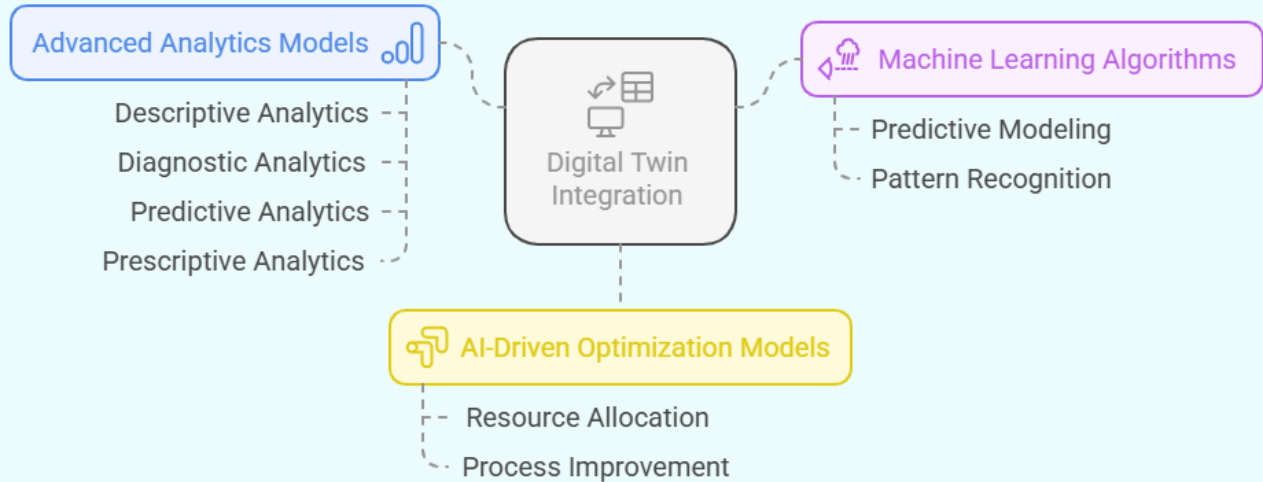 Advanced Analytics Models
Descriptive Analytics
Diagnostic Analytics
Predictive Analytics
Prescriptive Analytics
Digital Twin
Integration
Machine Learning Algorithms
Predictive Modeling
Pattern Recognition
AI-Driven Optimization Models
Resource Allocation
Process Improvement